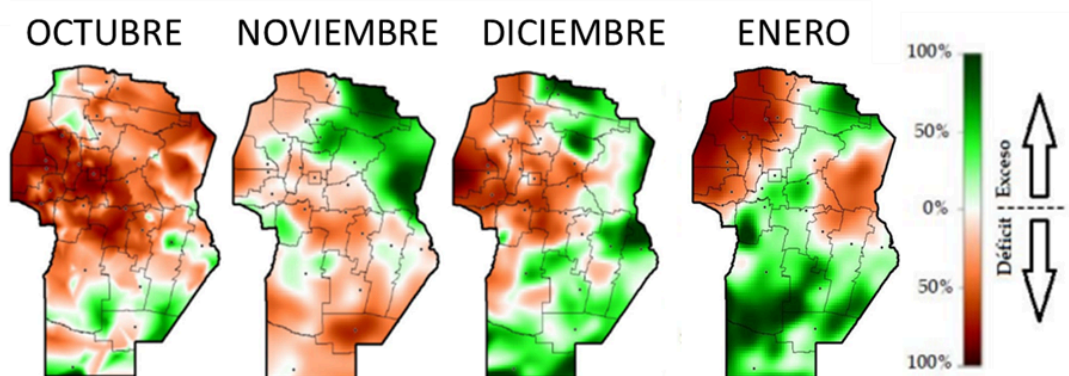 OCTUBRE
NOVIEMBRE
DICIEMBRE
ENERO
100%
50%
0%
50%
100%
Exceso
Déficit